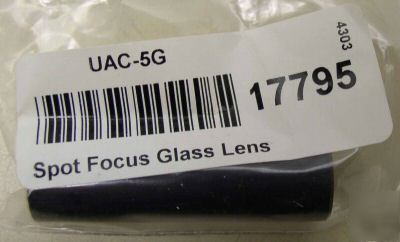 UAC-5G
17795
4303
Spot Focus Glass Lens